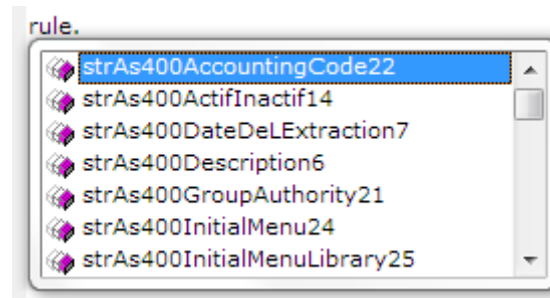 rule.
strAs400AccountingCode22
strAs400ActifInactif14
strAs400DateDeLExtraction7
strAs400Description6
strAs400GroupAuthority21
strAs400InitialMenu24
strAs400InitialMenuLibrary25